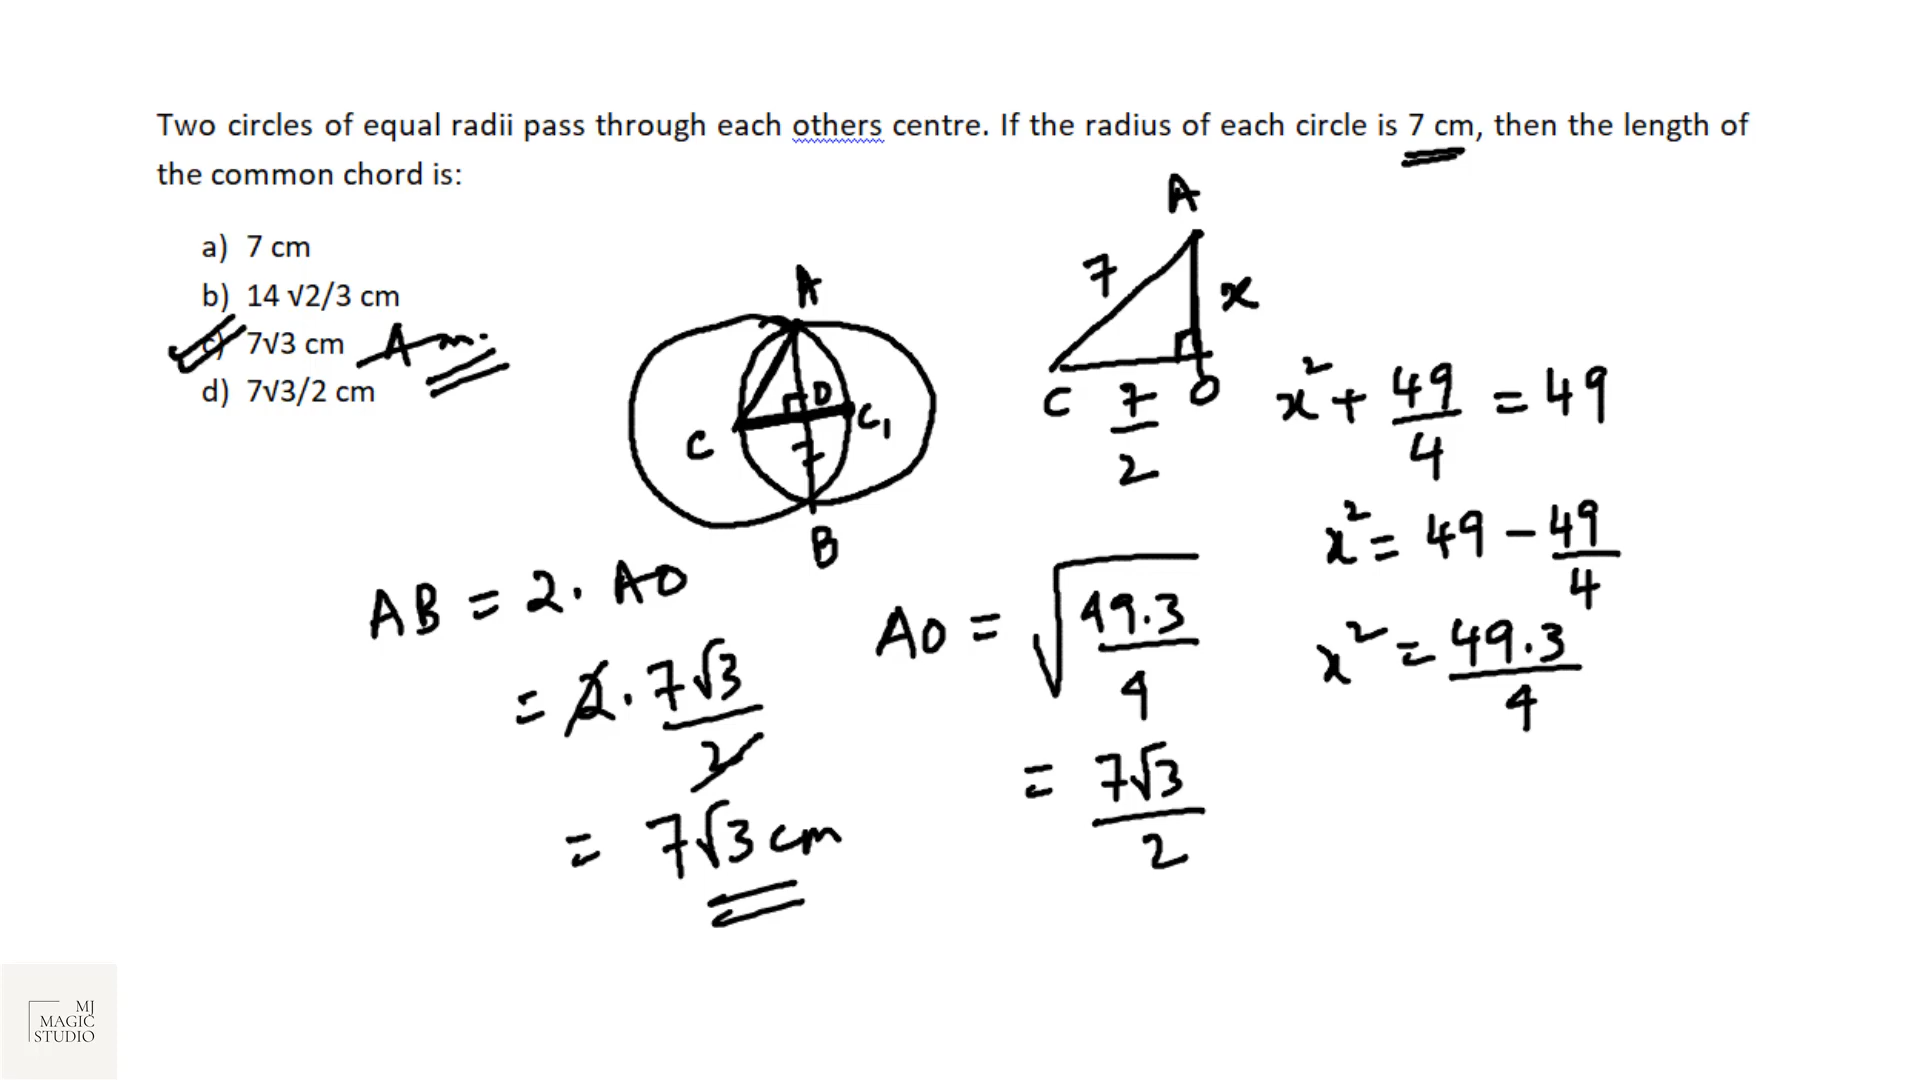 Two circles of equal radii pass through each others centre. If the radius of each circle is 7 cm, then the length of
the common chord is:
a) 7 cm
b) 14 √2/3 cm
c) 7√3 cm Ans.
d) 7√3/2 cm
A
O
C
C₁
7
B
A
7
x
C
7/2
O
x² + 49/4 = 49
x² = 49 - 49/4
x² = 49.3/4
AO = √49.3/4
= 7√3/2
AB = 2. AO
= 2. 7√3/2
= 7√3 cm
MJ
MAGIC
STUDIO